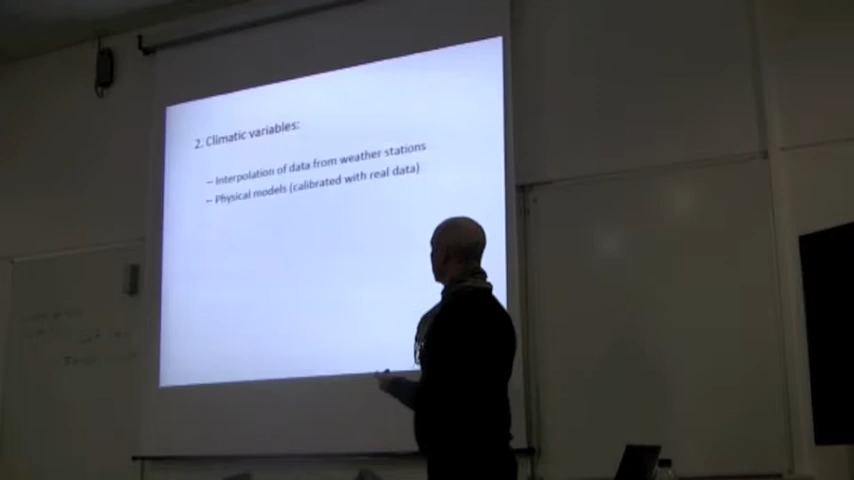 2. Climatic variables:
– Interpolation of data from weather stations
– Physical models (calibrated with real data)